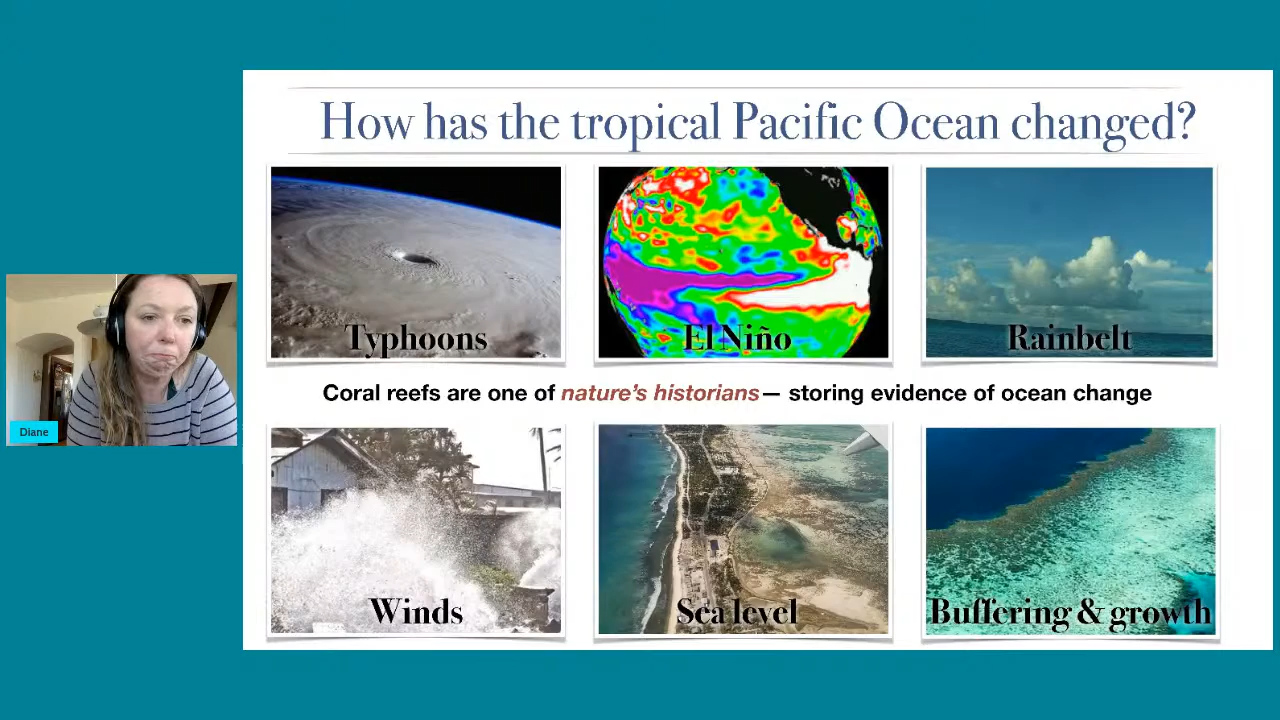 How has the tropical Pacific Ocean changed?
Typhoons
El Niño
Rainbelt
Coral reefs are one of nature's historians— storing evidence of ocean change
Diane
Winds
Sea level
Buffering & growth